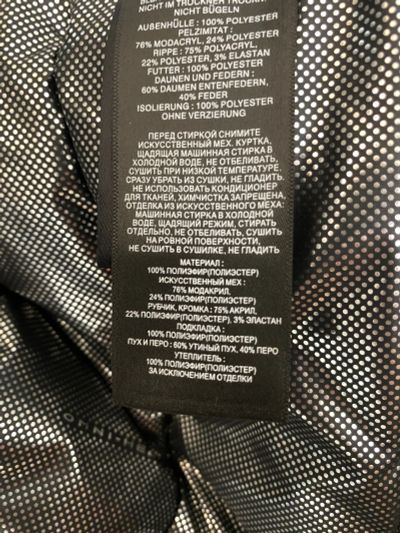 NICHT IM TROCKNER TROCKNEN
NICHT BÜGELN
AUßENHÜLLE : 100% POLYESTER
PELZIMITAT :
76% MODACRYL, 24% POLYESTER
RIPPE : 75% POLYACRYL,
22% POLYESTER, 3% ELASTAN
FUTTER : 100% POLYESTER
DAUNEN UND FEDERN :
60% DAUMEN ENTENFEDERN,
40% FEDER
ISOLIERUNG : 100% POLYESTER
OHNE VERZIERUNG
ПЕРЕД СТИРКОЙ СНИМИТЕ
ИСКУССТВЕННЫЙ МЕХ. КУРТКА,
ЩАДЯЩАЯ МАШИННАЯ СТИРКА В
ХОЛОДНОЙ ВОДЕ, НЕ ОТБЕЛИВАТЬ,
СУШИТЬ ПРИ НИЗКОЙ ТЕМПЕРАТУРЕ,
СРАЗУ УБРАТЬ ИЗ СУШКИ, НЕ ГЛАДИТЬ.
НЕ ИСПОЛЬЗОВАТЬ КОНДИЦИОНЕР
ДЛЯ ТКАНЕЙ, ХИМЧИСТКА ЗАПРЕЩЕНА,
ОТДЕЛКА ИЗ ИСКУССТВЕННОГО МЕХА:
МАШИННАЯ СТИРКА В ХОЛОДНОЙ
ВОДЕ, ЩАДЯЩИЙ РЕЖИМ, СТИРАТЬ
ОТДЕЛЬНО, НЕ ОТБЕЛИВАТЬ, СУШИТЬ
НА РОВНОЙ ПОВЕРХНОСТИ,
НЕ СУШИТЬ В СУШИЛКЕ, НЕ ГЛАДИТЬ
МАТЕРИАЛ :
100% ПОЛИЭФИР(ПОЛИЭСТЕР)
ИСКУССТВЕННЫЙ МЕХ :
76% МОДАКРИЛ,
24% ПОЛИЭФИР(ПОЛИЭСТЕР)
РУБЧИК, КРОМКА : 75% АКРИЛ,
22% ПОЛИЭФИР(ПОЛИЭСТЕР), 3% ЭЛАСТАН
ПОДКЛАДКА :
100% ПОЛИЭФИР(ПОЛИЭСТЕР)
ПУХ И ПЕРО : 60% УТИНЫЙ ПУХ, 40% ПЕРО
УТЕПЛИТЕЛЬ :
100% ПОЛИЭФИР(ПОЛИЭСТЕР)
ЗА ИСКЛЮЧЕНИЕМ ОТДЕЛКИ